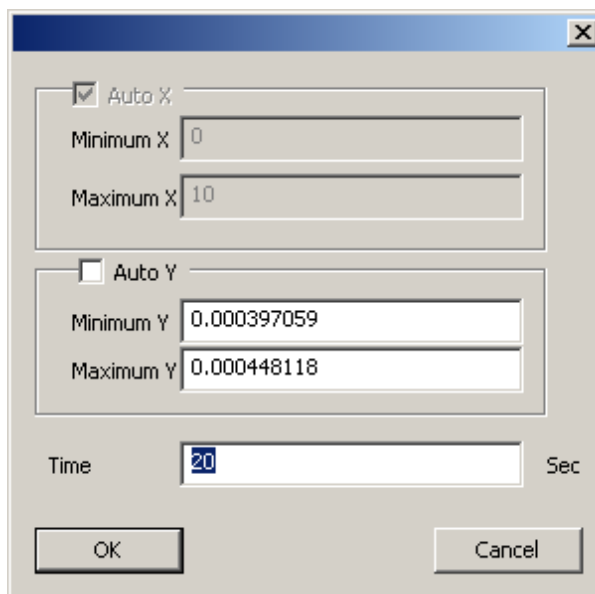 Auto X
Minimum X 0
Maximum X 10
Auto Y
Minimum Y 0.000397059
Maximum Y 0.000448118
Time 20 Sec
OK Cancel